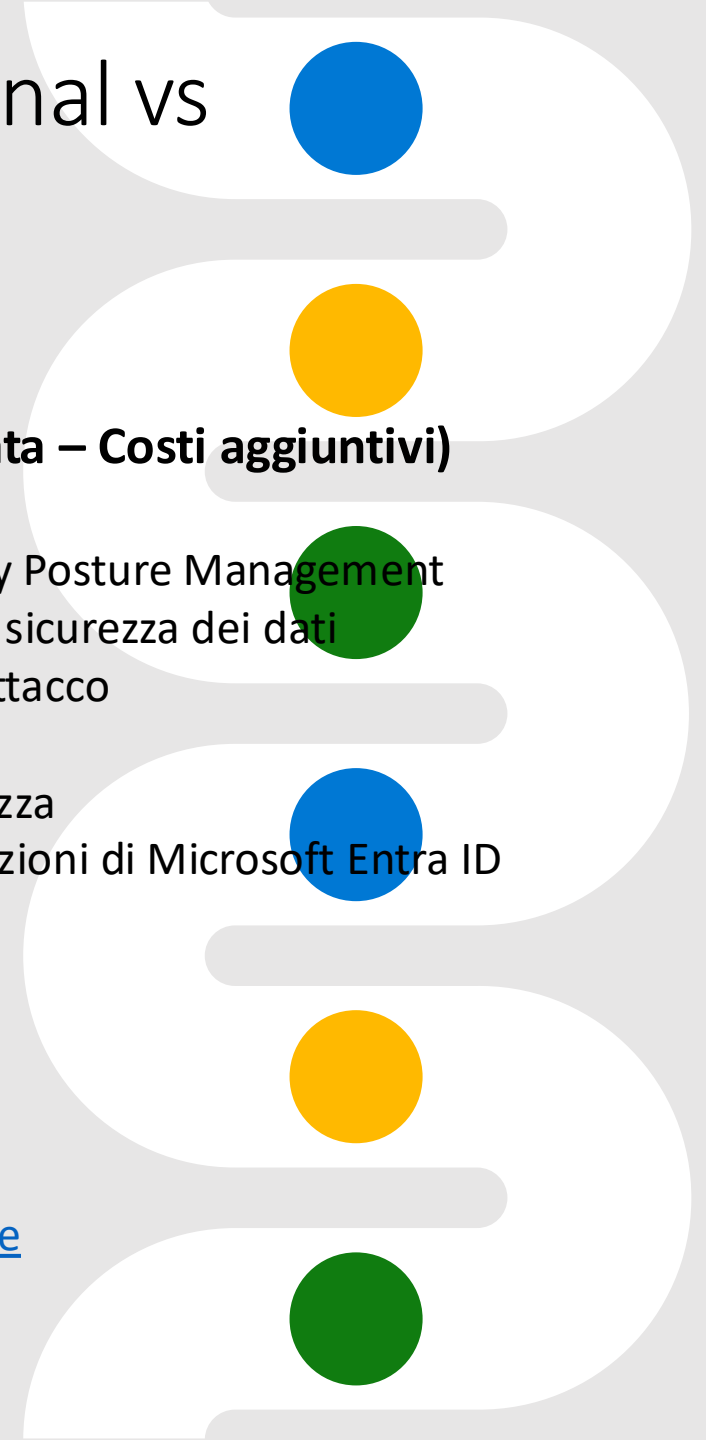 nal vs
ta – Costi aggiuntivi)
y Posture Management
sicurezza dei dati
ttacco
zza
zioni di Microsoft Entra ID
e